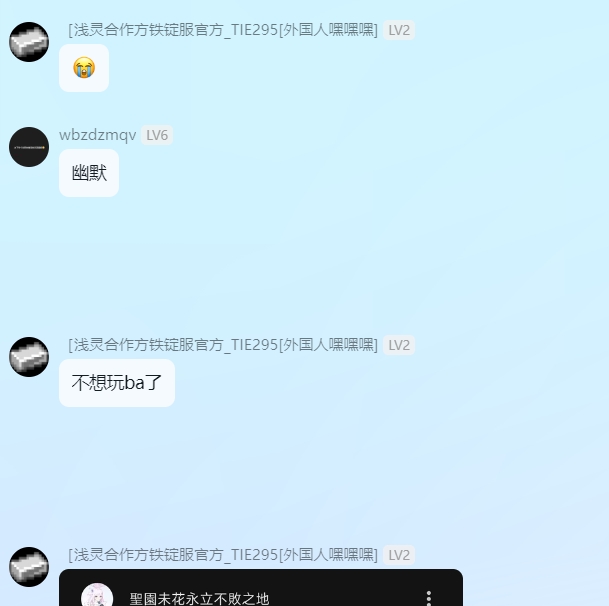 [浅灵合作方铁锭服官方_TIE295[外国人嘿嘿嘿] LV2
😭
wbzdzmqv LV6
幽默
[浅灵合作方铁锭服官方_TIE295[外国人嘿嘿嘿] LV2
不想玩ba了
[浅灵合作方铁锭服官方_TIE295[外国人嘿嘿嘿] LV2
聖園未花永立不敗之地